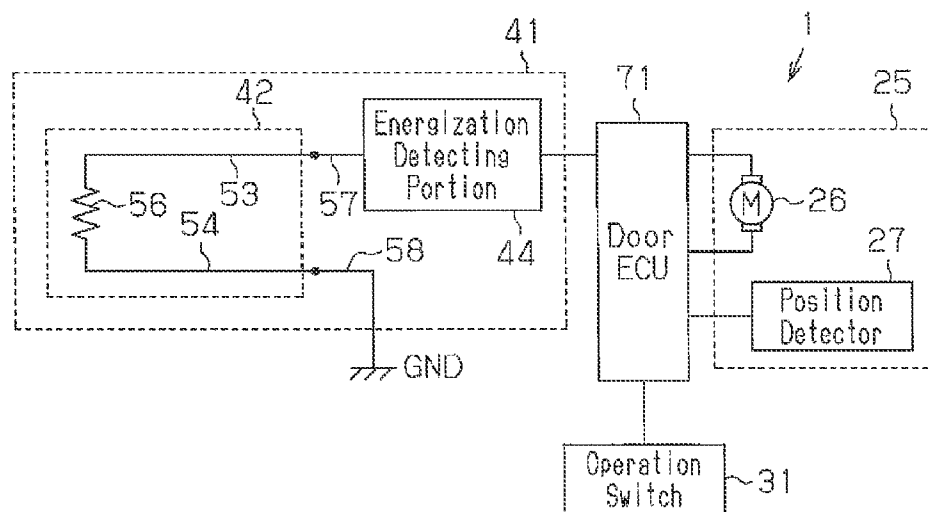 1
41
42
71
25
Energization
Detecting
Portion
53
57
56
54
58
44
M
26
Door
ECU
27
Position
Detector
GND
Operation
Switch
31